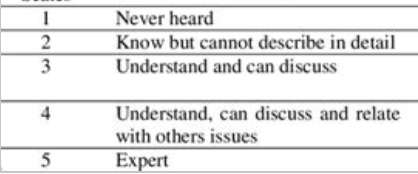 1 Never heard
2 Know but cannot describe in detail
3 Understand and can discuss
4 Understand, can discuss and relate
with others issues
5 Expert